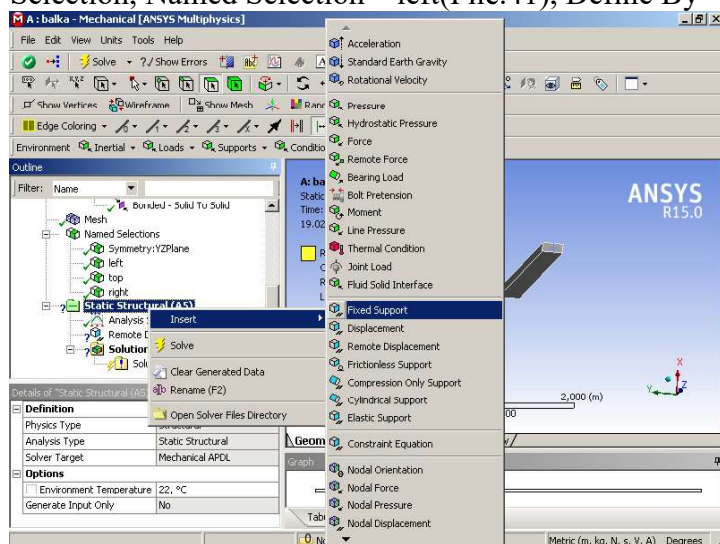 Selection, Named Selection – left(Рис.41), Define By –
A : balka - Mechanical [ANSYS Multiphysics]
File Edit View Units Tools Help
Solve ?/ Show Errors
Show Vertices Wireframe Show Mesh
Edge Coloring
Environment Inertial Loads Supports
Outline
Filter: Name
Bonded - Solid To Solid
Mesh
Named Selections
Symmetry:YZPlane
left
top
right
Static Structural (A5)
Analysis
Remote D
Solution
Solu
Insert
Solve
Clear Generated Data
Rename (F2)
Open Solver Files Directory
Acceleration
Standard Earth Gravity
Rotational Velocity
Pressure
Hydrostatic Pressure
Force
Remote Force
Bearing Load
Bolt Pretension
Moment
Line Pressure
Thermal Condition
Joint Load
Fluid Solid Interface
Fixed Support
Displacement
Remote Displacement
Frictionless Support
Compression Only Support
Cylindrical Support
Elastic Support
Constraint Equation
Nodal Orientation
Nodal Force
Nodal Pressure
Nodal Displacement
A: ba
Static
Time:
19.02
ANSYS
R15.0
X
Y
Z
2,000 (m)
00
Details of "Static Structural (A5)
Definition
Physics Type Structural
Analysis Type Static Structural
Solver Target Mechanical APDL
Options
Environment Temperature 22, °C
Generate Input Only No
Geom
Graph
Tab
Metric (m, kg, N, s, V, A) Degrees